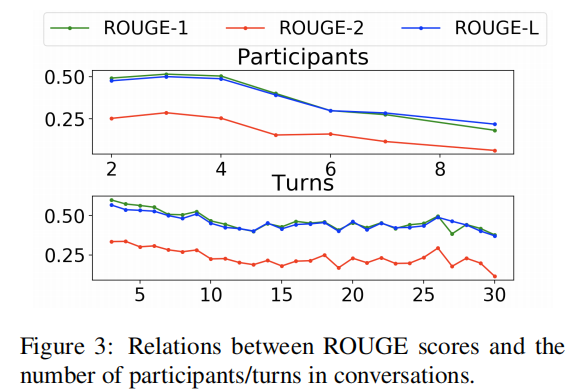 ROUGE-1 ROUGE-2 ROUGE-L
Participants
0.50
0.25
2 4 6 8
Turns
0.50
0.25
5 10 15 20 25 30
Figure 3: Relations between ROUGE scores and the
number of participants/turns in conversations.